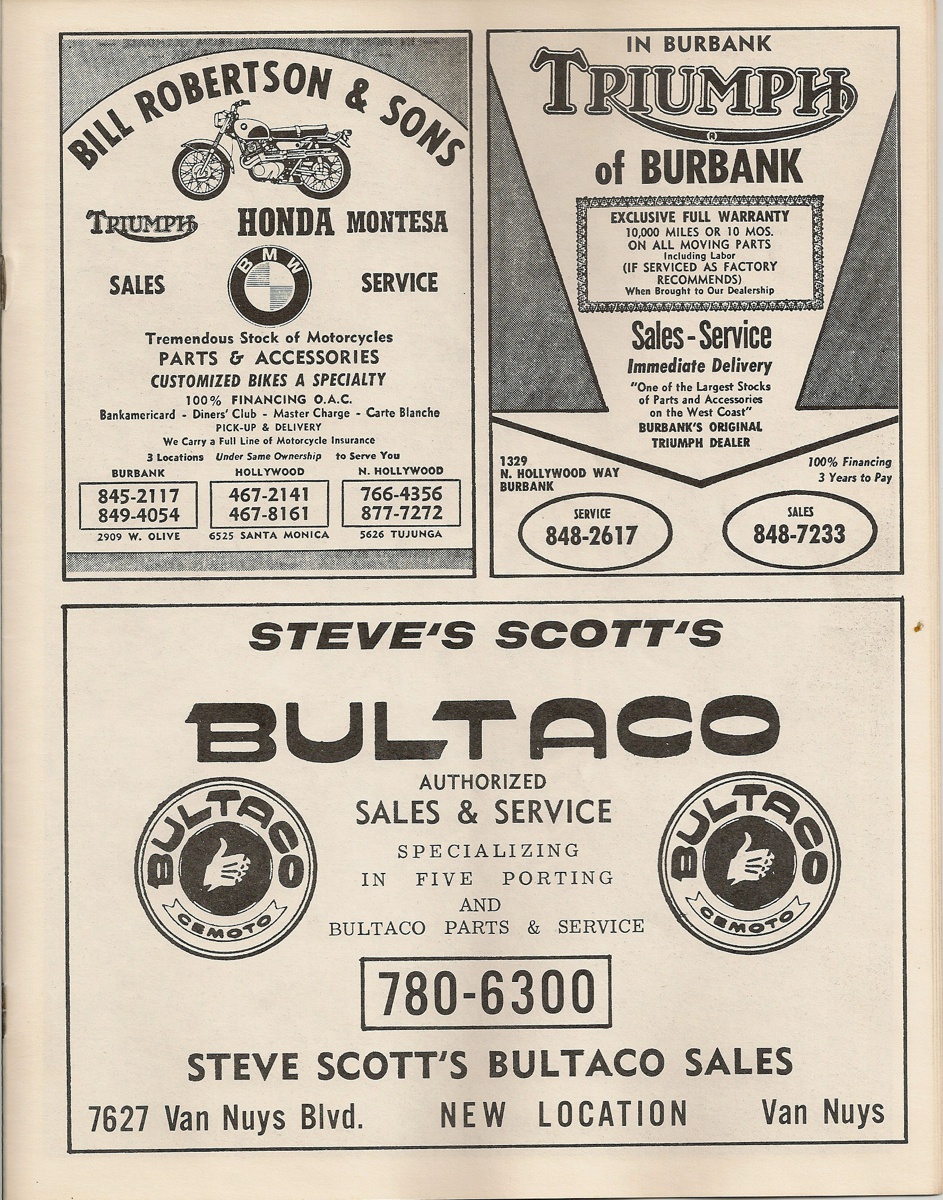 BILL ROBERTSON & SONS
TRIUMPH HONDA MONTESA
BMW
SALES SERVICE
Tremendous Stock of Motorcycles
PARTS & ACCESSORIES
CUSTOMIZED BIKES A SPECIALTY
100% FINANCING O.A.C.
Bankamericard - Diners' Club - Master Charge - Carte Blanche
PICK-UP & DELIVERY
We Carry a Full Line of Motorcycle Insurance
3 Locations Under Same Ownership to Serve You
BURBANK HOLLYWOOD N. HOLLYWOOD
845-2117 467-2141 766-4356
849-4054 467-8161 877-7272
2909 W. OLIVE 6525 SANTA MONICA 5626 TUJUNGA
IN BURBANK
TRIUMPH
R
of BURBANK
EXCLUSIVE FULL WARRANTY
10,000 MILES OR 10 MOS.
ON ALL MOVING PARTS
Including Labor
(IF SERVICED AS FACTORY
RECOMMENDS)
When Brought to Our Dealership
Sales - Service
Immediate Delivery
"One of the Largest Stocks
of Parts and Accessories
on the West Coast"
BURBANK'S ORIGINAL
TRIUMPH DEALER
1329
N. HOLLYWOOD WAY
BURBANK
100% Financing
3 Years to Pay
SERVICE
848-2617
SALES
848-7233
STEVE'S SCOTT'S
BULTACO
AUTHORIZED
SALES & SERVICE
SPECIALIZING
IN FIVE PORTING
AND
BULTACO PARTS & SERVICE
BULTACO
CEMOTO
BULTACO
CEMOTO
780-6300
STEVE SCOTT'S BULTACO SALES
7627 Van Nuys Blvd. NEW LOCATION Van Nuys